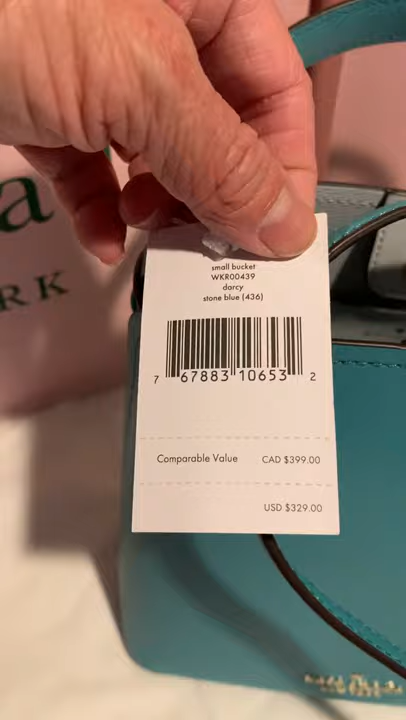 a
RK
small bucket
WKR00439
darcy
stone blue (436)
7 67883 10653 2
Comparable Value CAD $399.00
USD $329.00